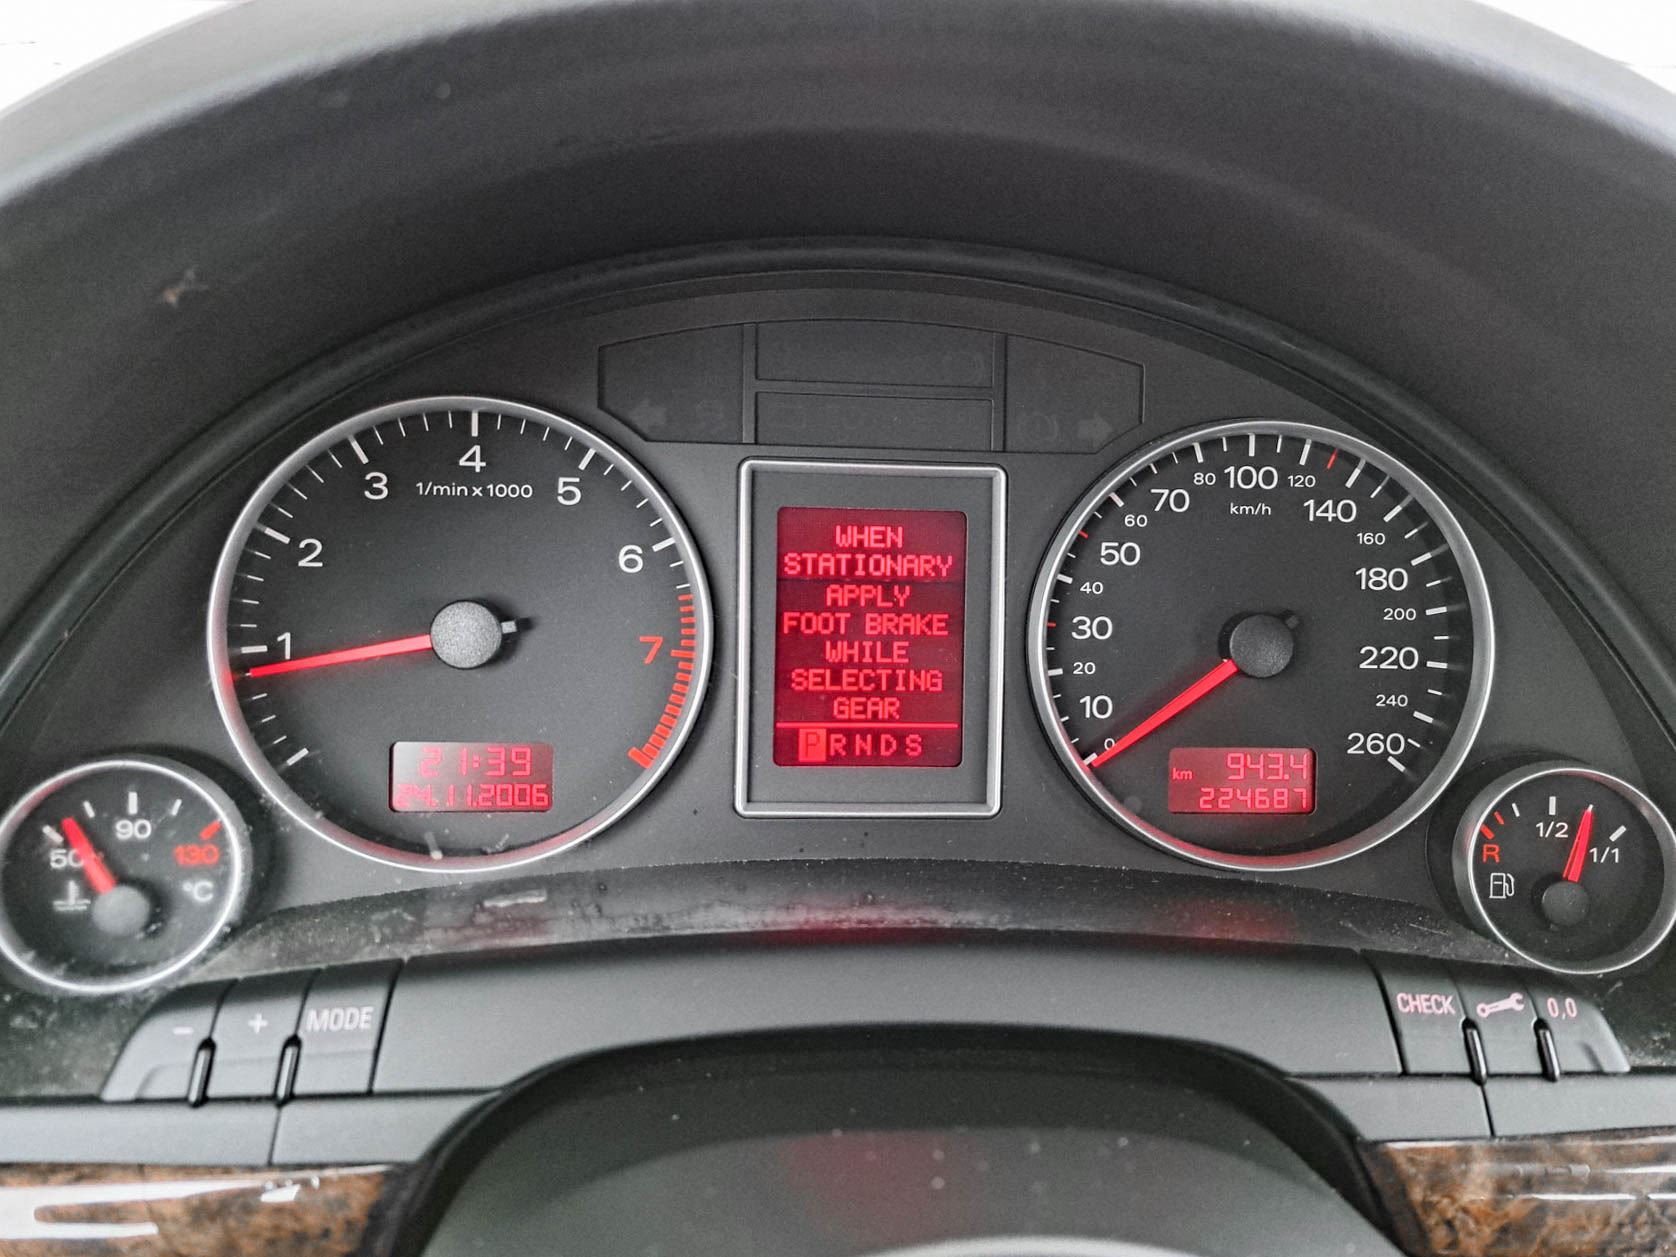 1
2
3
4
5
6
7
1/min x 1000
21:39
24.11.2006
WHEN
STATIONARY
APPLY
FOOT BRAKE
WHILE
SELECTING
GEAR
PRNDS
0
10
20
30
40
50
60
70
80
100
120
140
160
180
200
220
240
260
km/h
km 943.4
224687
50
90
130
°C
R
1/2
1/1
- + MODE
CHECK 0,0